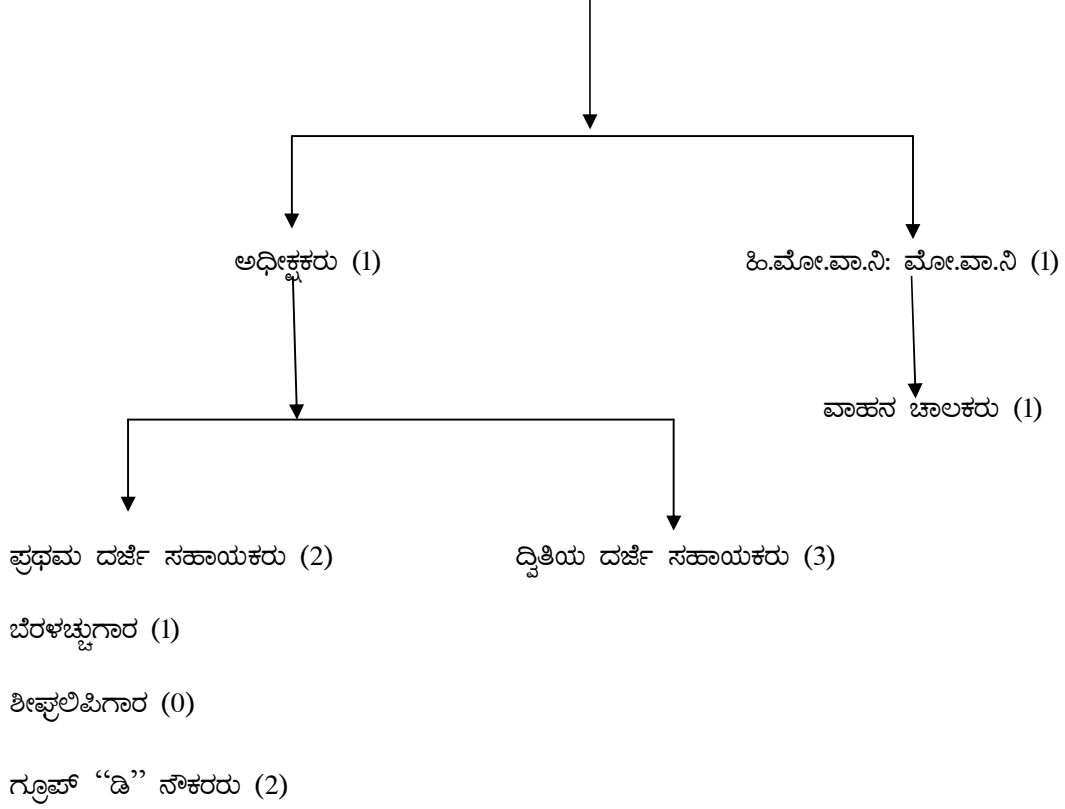 ಅಧೀಕ್ಷಕರು (1) ಹಿ.ಮೋ.ವಾ.ನಿ: ಮೋ.ವಾ.ನಿ (1)
ವಾಹನ ಚಾಲಕರು (1)
ಪ್ರಥಮ ದರ್ಜೆ ಸಹಾಯಕರು (2) ದ್ವಿತಿಯ ದರ್ಜೆ ಸಹಾಯಕರು (3)
ಬೆರಳಚ್ಚುಗಾರ (1)
ಶೀಘ್ರಲಿಪಿಗಾರ (0)
ಗ್ರೂಪ್ “ಡಿ” ನೌಕರರು (2)